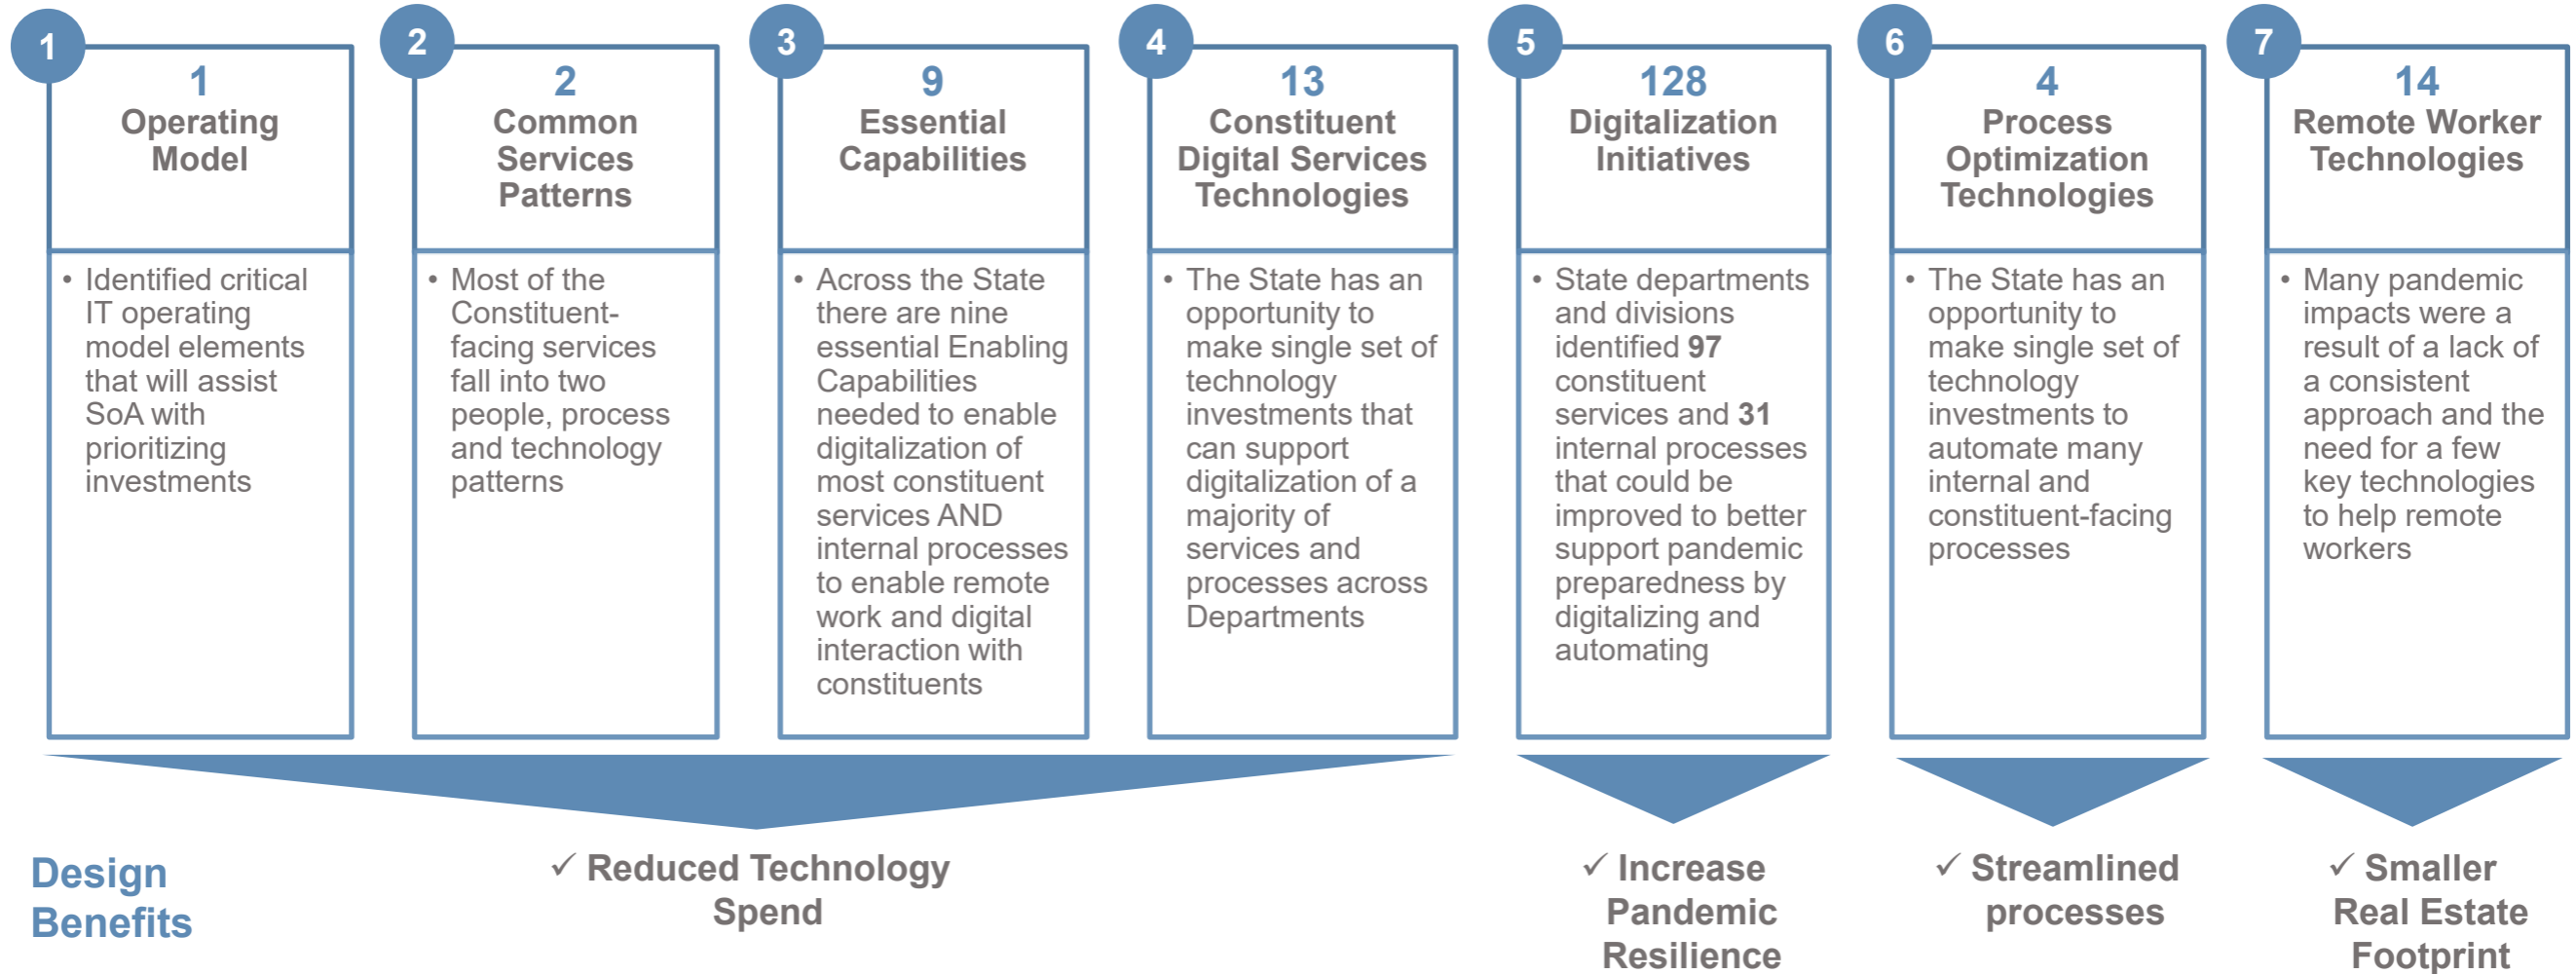 1
1
Operating
Model
• Identified critical
IT operating
model elements
that will assist
SoA with
prioritizing
investments
2
2
Common
Services
Patterns
• Most of the
Constituent-
facing services
fall into two
people, process
and technology
patterns
3
9
Essential
Capabilities
• Across the State
there are nine
essential Enabling
Capabilities
needed to enable
digitalization of
most constituent
services AND
internal processes
to enable remote
work and digital
interaction with
constituents
4
13
Constituent
Digital Services
Technologies
• The State has an
opportunity to
make single set of
technology
investments that
can support
digitalization of a
majority of
services and
processes across
Departments
5
128
Digitalization
Initiatives
• State departments
and divisions
identified 97
constituent
services and 31
internal processes
that could be
improved to better
support pandemic
preparedness by
digitalizing and
automating
6
4
Process
Optimization
Technologies
• The State has an
opportunity to
make single set of
technology
investments to
automate many
internal and
constituent-facing
processes
7
14
Remote Worker
Technologies
• Many pandemic
impacts were a
result of a lack of
a consistent
approach and the
need for a few
key technologies
to help remote
workers
Design
Benefits
✓ Reduced Technology
Spend
✓ Increase
Pandemic
Resilience
✓ Streamlined
processes
✓ Smaller
Real Estate
Footprint